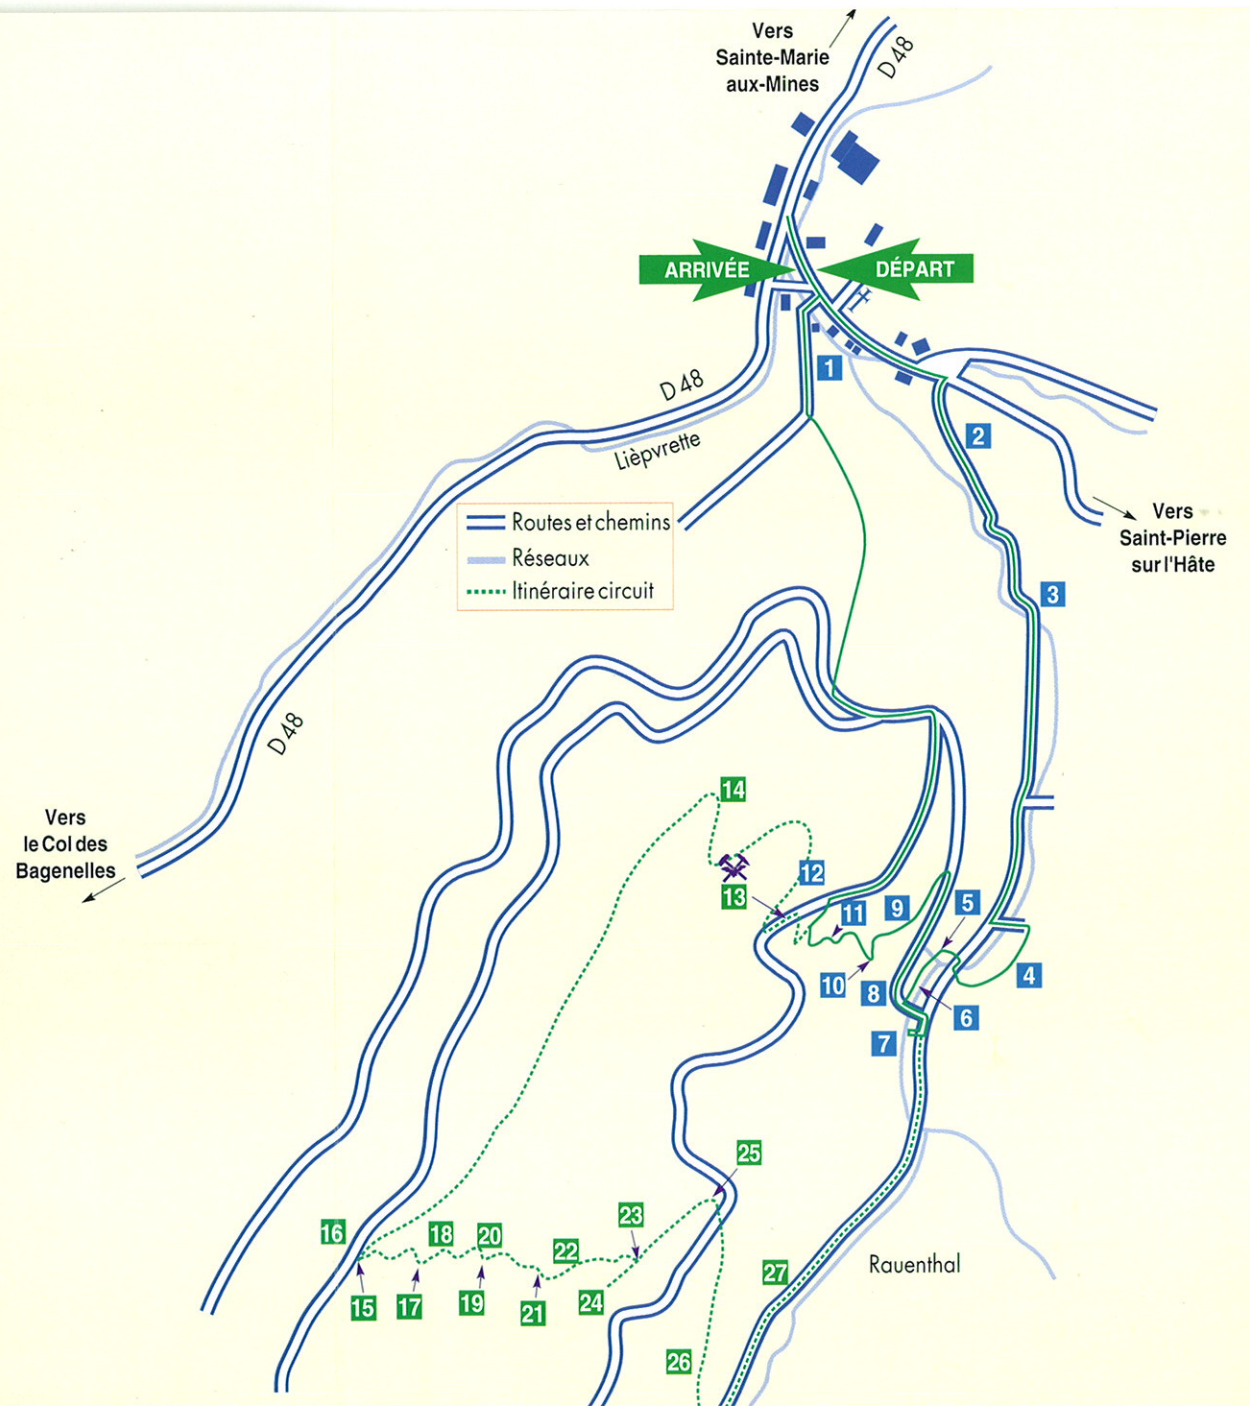 Vers
Sainte-Marie
aux-Mines
D 48
ARRIVÉE
DÉPART
1
D 48
Lièpvrette
2
Routes et chemins
Réseaux
Itinéraire circuit
Vers
Saint-Pierre
sur l'Hâte
3
D 48
14
Vers
le Col des
Bagenelles
12
13
11
9
5
10
8
4
6
7
25
16
18
20
23
22
27
Rauenthal
15
17
19
21
24
26